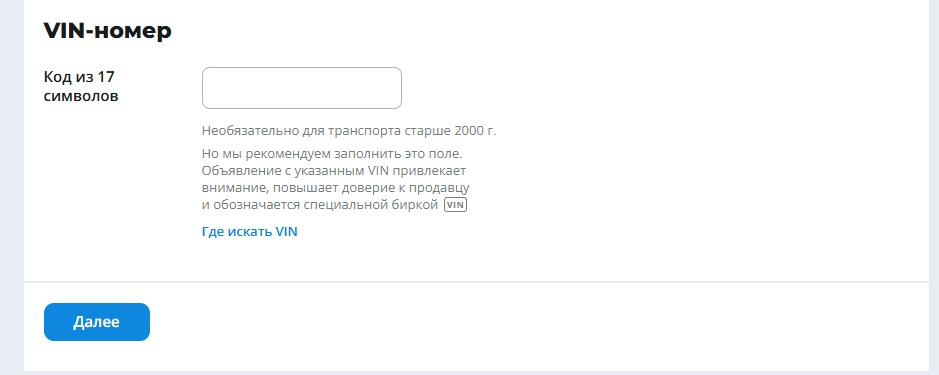 VIN-номер
Код из 17
символов
Необязательно для транспорта старше 2000 г.
Но мы рекомендуем заполнить это поле.
Объявление с указанным VIN привлекает
внимание, повышает доверие к продавцу
и обозначается специальной биркой VIN
Где искать VIN
Далее